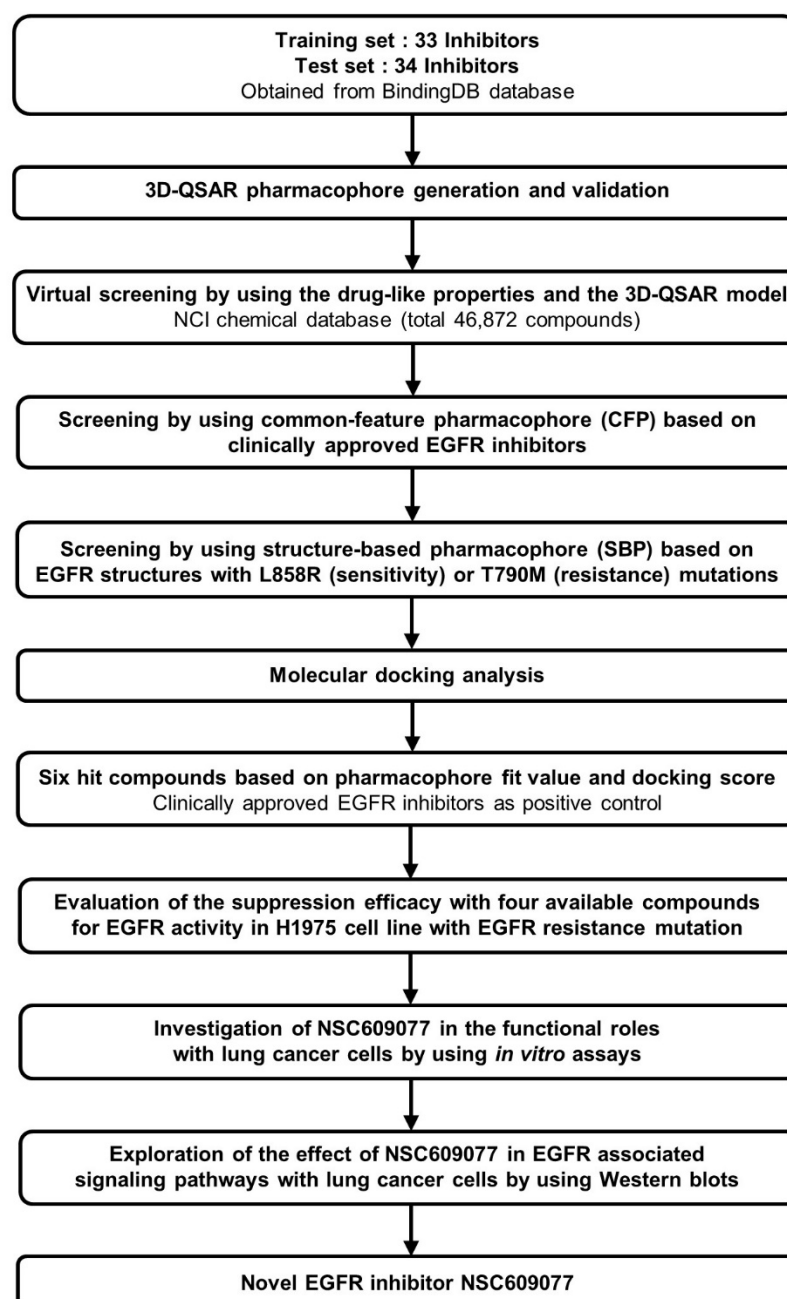 Training set : 33 Inhibitors
Test set : 34 Inhibitors
Obtained from BindingDB database
3D-QSAR pharmacophore generation and validation
Virtual screening by using the drug-like properties and the 3D-QSAR model
NCI chemical database (total 46,872 compounds)
Screening by using common-feature pharmacophore (CFP) based on
clinically approved EGFR inhibitors
Screening by using structure-based pharmacophore (SBP) based on
EGFR structures with L858R (sensitivity) or T790M (resistance) mutations
Molecular docking analysis
Six hit compounds based on pharmacophore fit value and docking score
Clinically approved EGFR inhibitors as positive control
Evaluation of the suppression efficacy with four available compounds
for EGFR activity in H1975 cell line with EGFR resistance mutation
Investigation of NSC609077 in the functional roles
with lung cancer cells by using in vitro assays
Exploration of the effect of NSC609077 in EGFR associated
signaling pathways with lung cancer cells by using Western blots
Novel EGFR inhibitor NSC609077